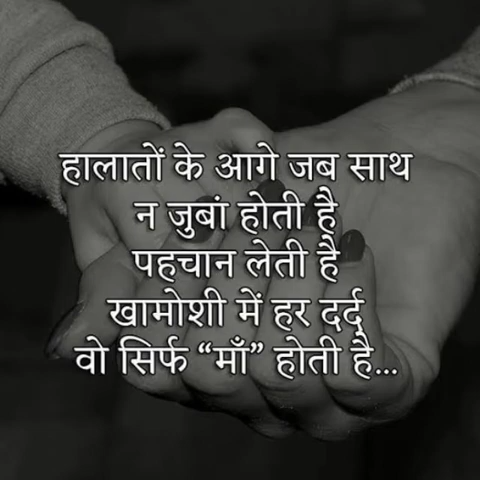 हालातों के आगे जब साथ
न जुबां होती है
पहचान लेती है
खामोशी में हर दर्द
वो सिर्फ “माँ” होती है...